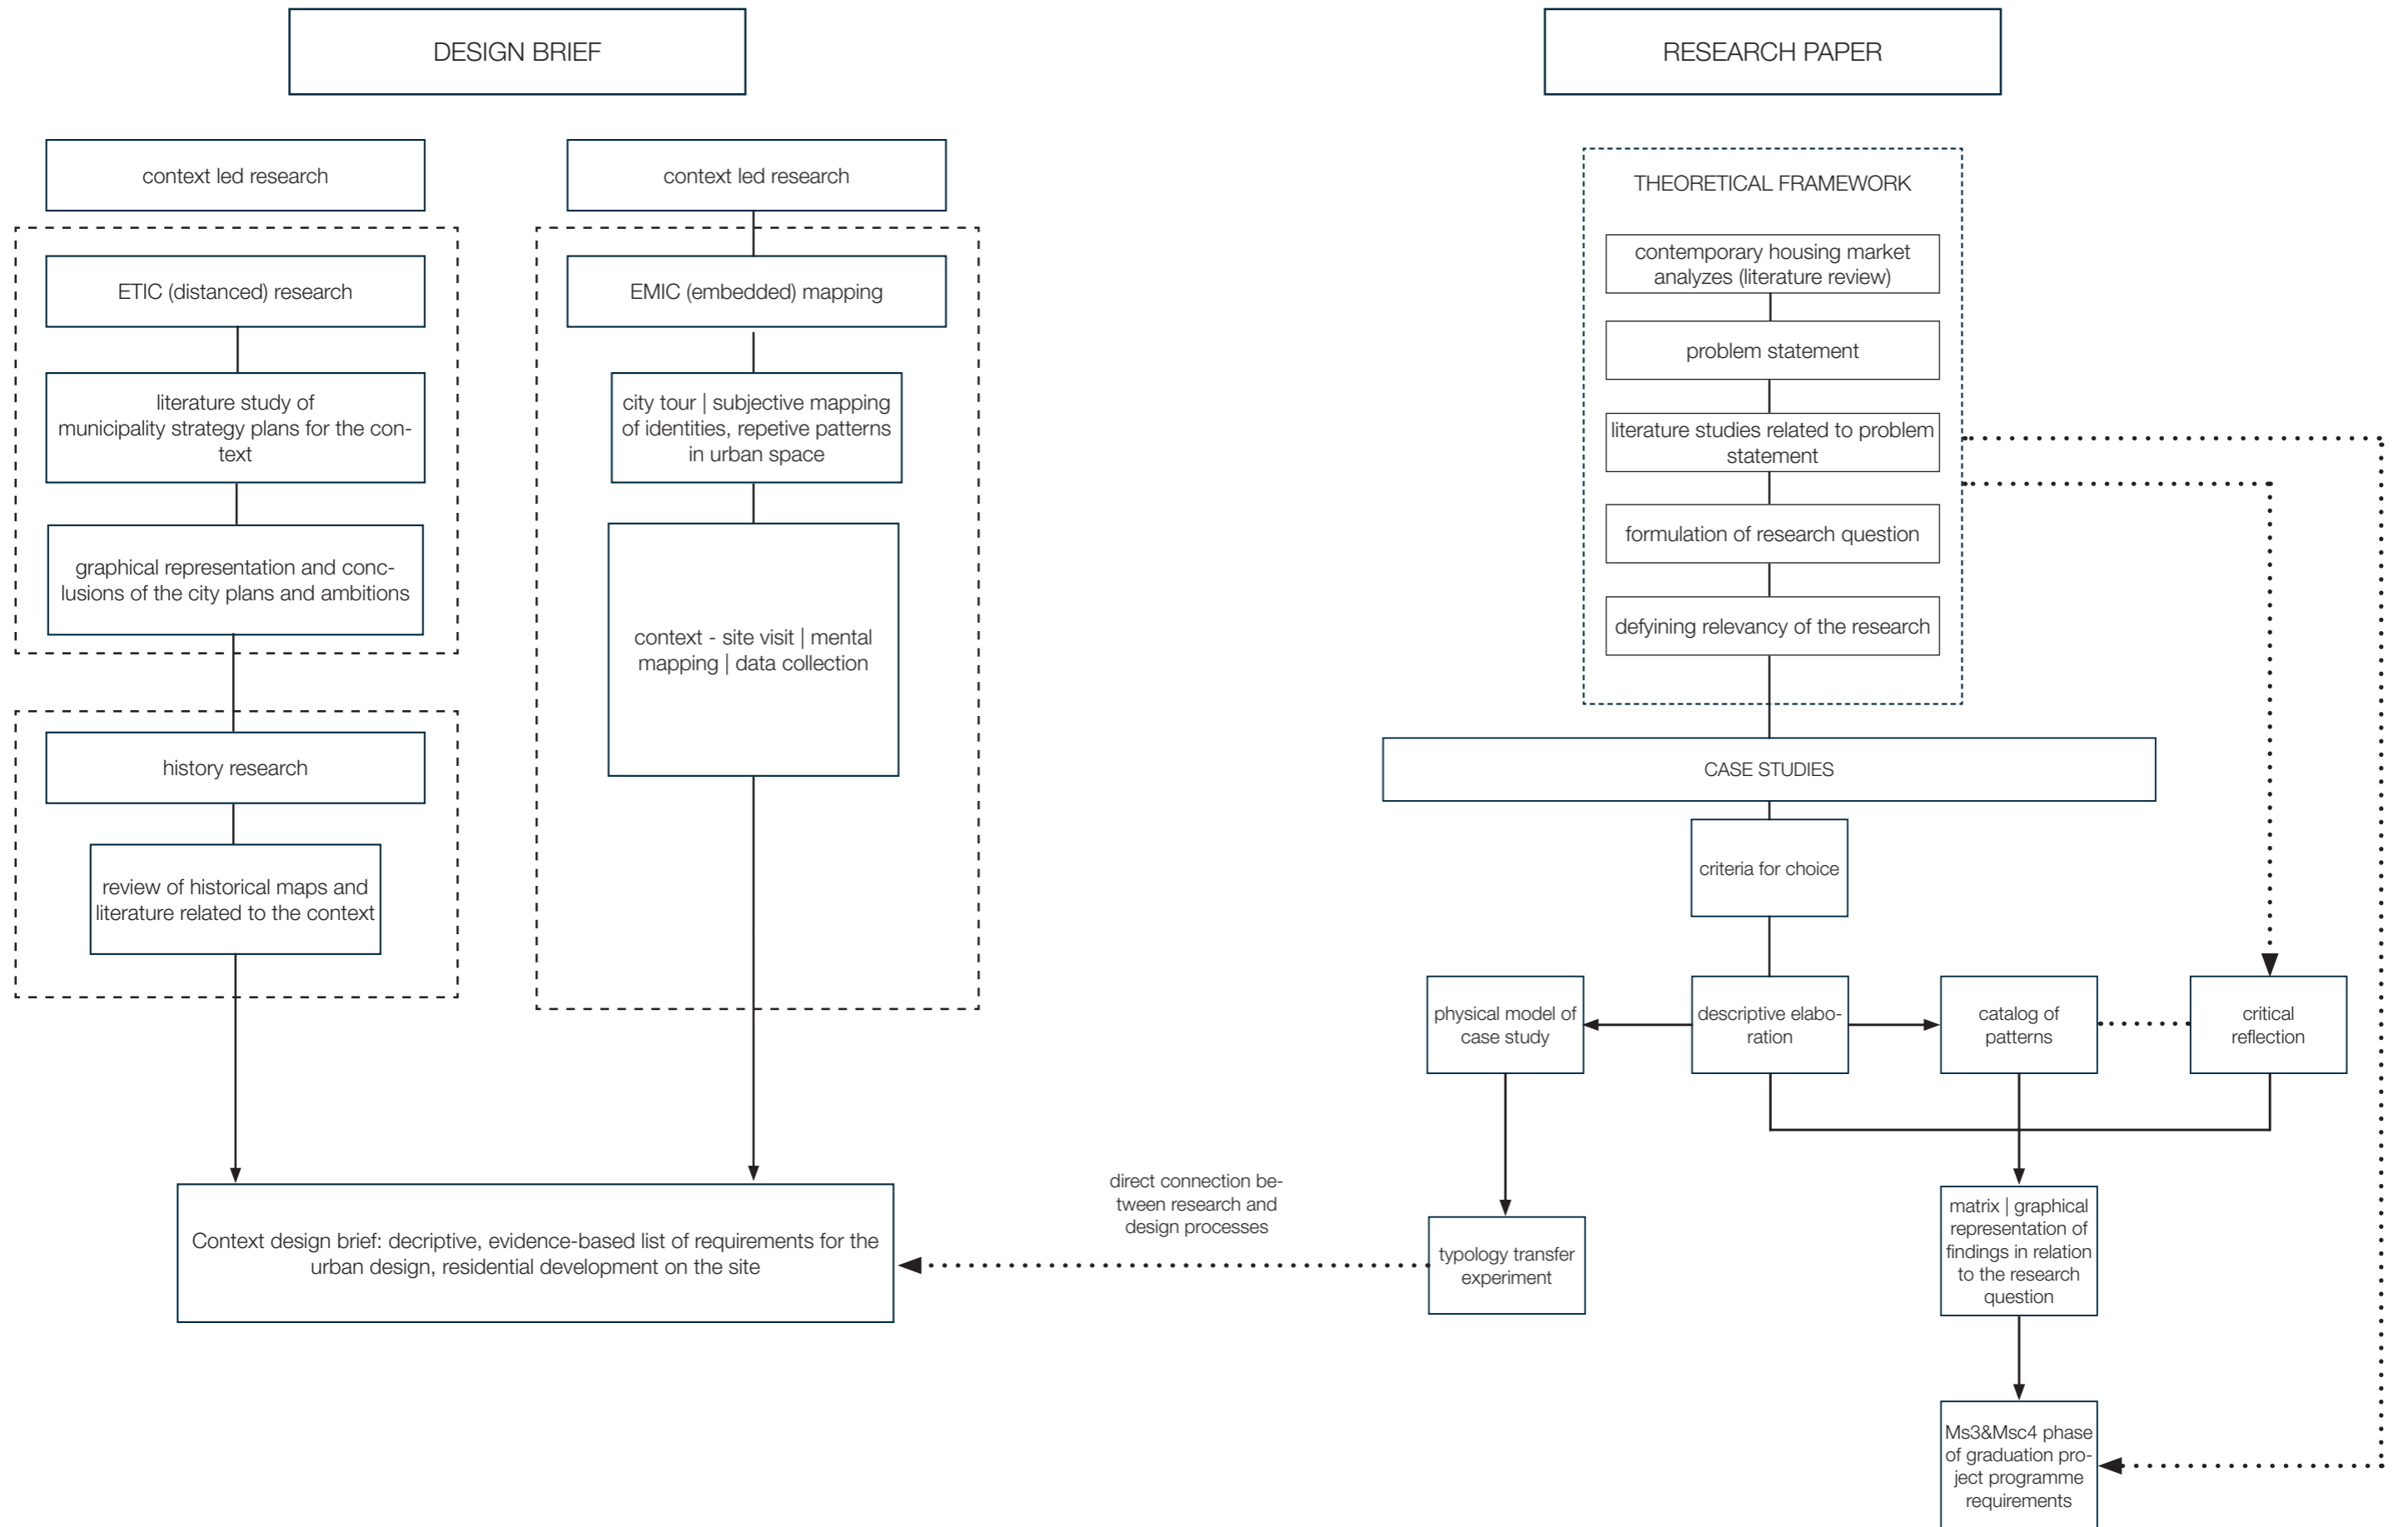 DESIGN BRIEF
context led research
ETIC (distanced) research
literature study of
municipality strategy plans for the con-
text
graphical representation and conc-
lusions of the city plans and ambitions
history research
review of historical maps and
literature related to the context
context led research
EMIC (embedded) mapping
city tour | subjective mapping
of identities, repetive patterns
in urban space
context - site visit | mental
mapping | data collection
Context design brief: decriptive, evidence-based list of requirements for the
urban design, residential development on the site
direct connection be-
tween research and
design processes
RESEARCH PAPER
THEORETICAL FRAMEWORK
contemporary housing market
analyzes (literature review)
problem statement
literature studies related to problem
statement
formulation of research question
defyining relevancy of the research
CASE STUDIES
criteria for choice
physical model of
case study
descriptive elabo-
ration
catalog of
patterns
critical
reflection
typology transfer
experiment
matrix | graphical
representation of
findings in relation
to the research
question
Ms3&Msc4 phase
of graduation pro-
ject programme
requirements